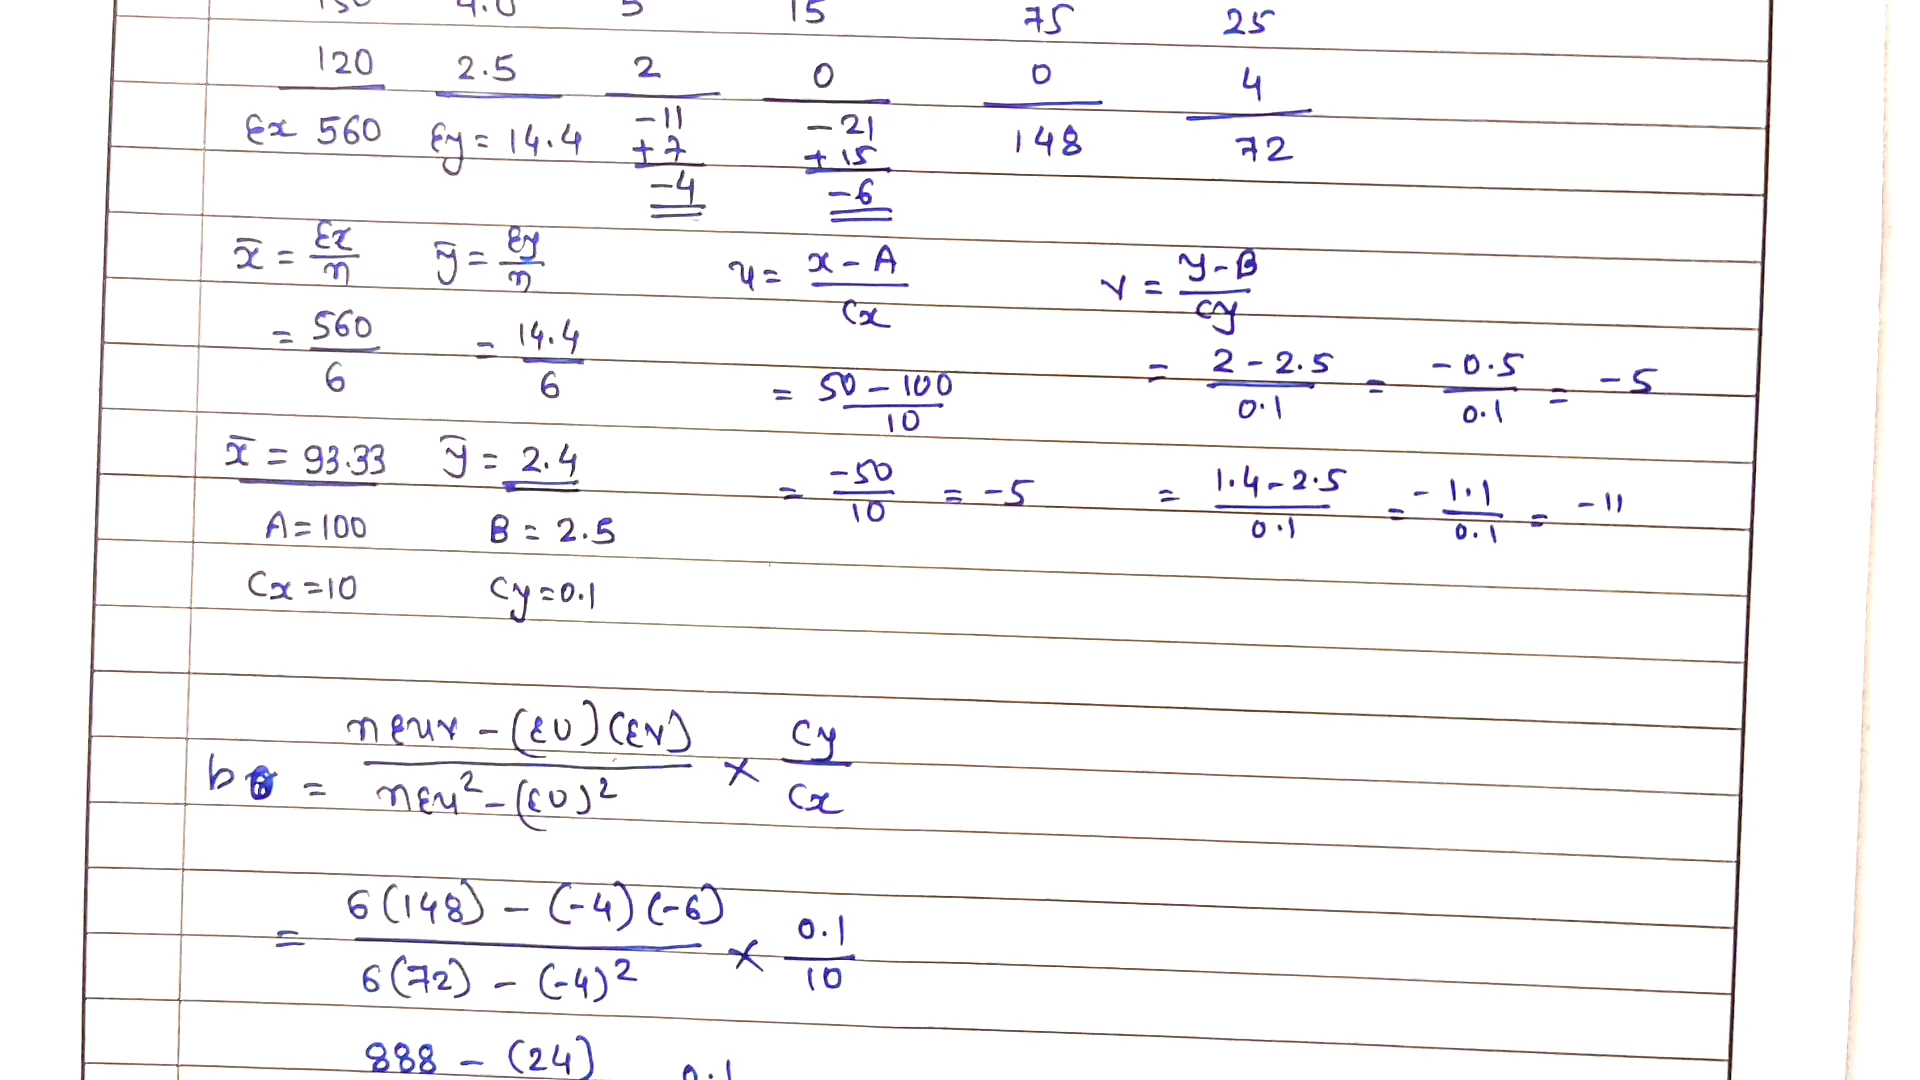 15 75 25
120 2.5 2 0 0 4
Σx 560 Σy = 14.4 -11 -21 148 72
+7 +15
-4 -6
x̄ = Σx/n ȳ = Σy/n u = x-A/Cx v = y-B/Cy
= 560/6 = 14.4/6 = 50-100/10 = 2-2.5/0.1 = -0.5/0.1 = -5
x̄ = 93.33 ȳ = 2.4 = -50/10 = -5 = 1.4-2.5/0.1 = -1.1/0.1 = -11
A=100 B = 2.5
Cx =10 Cy=0.1
b = nΣuv - (ΣU)(ΣV)/nΣu² - (ΣU)² × Cy/Cx
= 6(148) - (-4)(-6)/6(72) - (-4)² × 0.1/10
888 - (24) 0.1